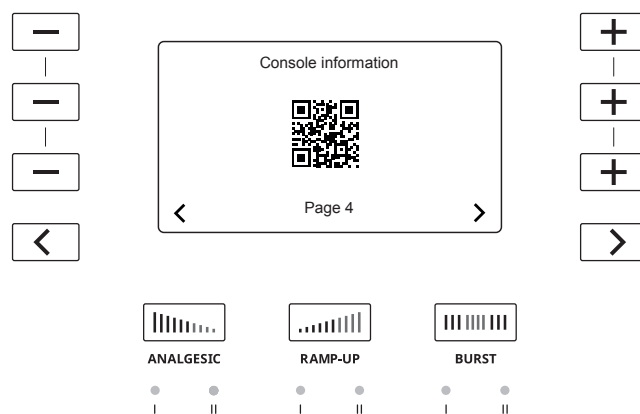 Console information
Page 4
ANALGESIC RAMP-UP BURST
I II I II I II